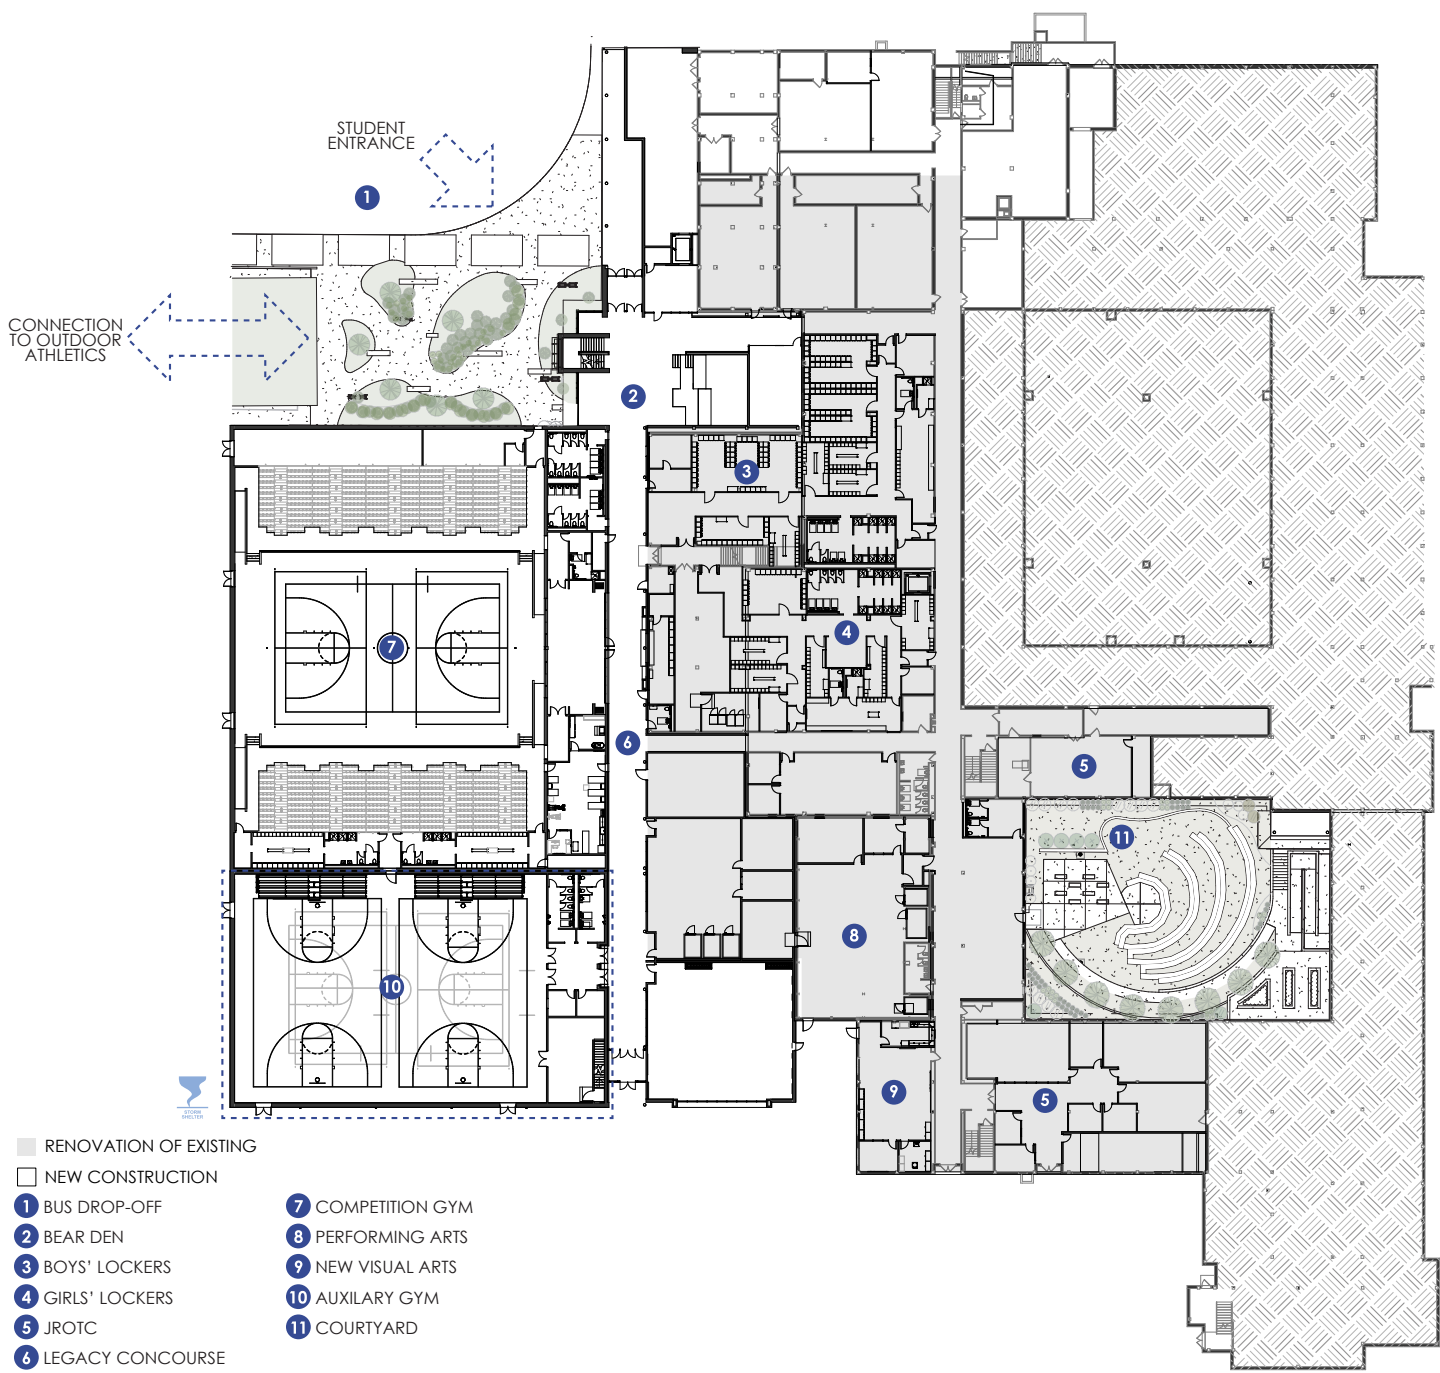 STUDENT
ENTRANCE
1
CONNECTION
TO OUTDOOR
ATHLETICS
2
3
4
7
6
5
11
8
10
9
5
STORM
SHELTER
RENOVATION OF EXISTING
NEW CONSTRUCTION
1 BUS DROP-OFF
2 BEAR DEN
3 BOYS' LOCKERS
4 GIRLS' LOCKERS
5 JROTC
6 LEGACY CONCOURSE
7 COMPETITION GYM
8 PERFORMING ARTS
9 NEW VISUAL ARTS
10 AUXILARY GYM
11 COURTYARD